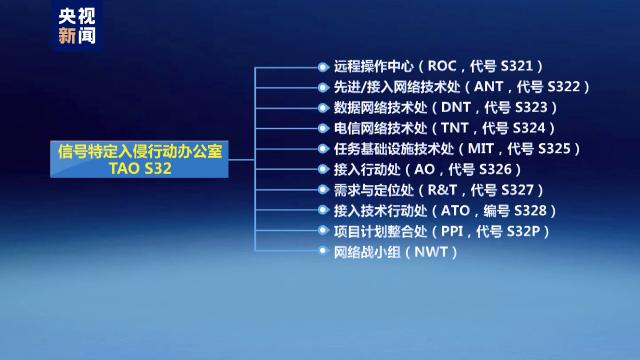 央视
新闻
远程操作中心（ROC，代号 S321）
先进/接入网络技术处（ANT，代号 S322）
数据网络技术处（DNT，代号 S323）
电信网络技术处（TNT，代号 S324）
信号特定入侵行动办公室
TAO S32
任务基础设施技术处（MIT，代号 S325）
接入行动处（AO，代号 S326）
需求与定位处（R&T，代号 S327）
接入技术行动处（ATO，编号 S328）
项目计划整合处（PPI，代号 S32P）
网络战小组（NWT）